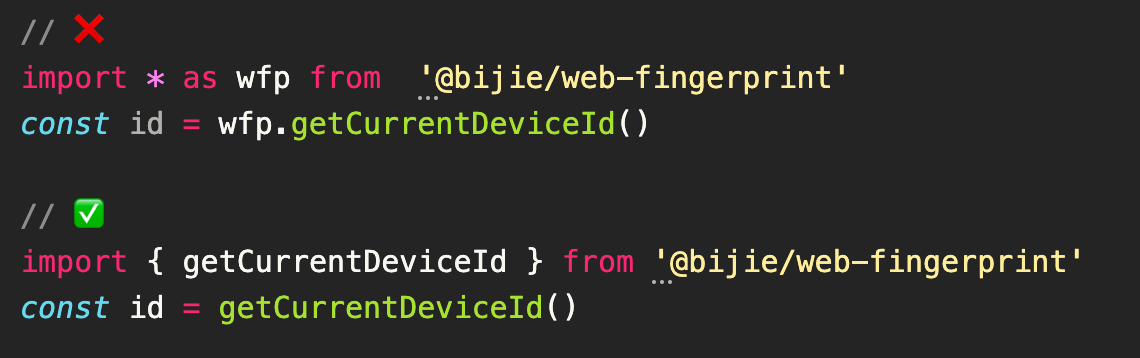 // ❌
import * as wfp from  '@bijie/web-fingerprint'
const id = wfp.getCurrentDeviceId()
// ✅
import { getCurrentDeviceId } from '@bijie/web-fingerprint'
const id = getCurrentDeviceId()